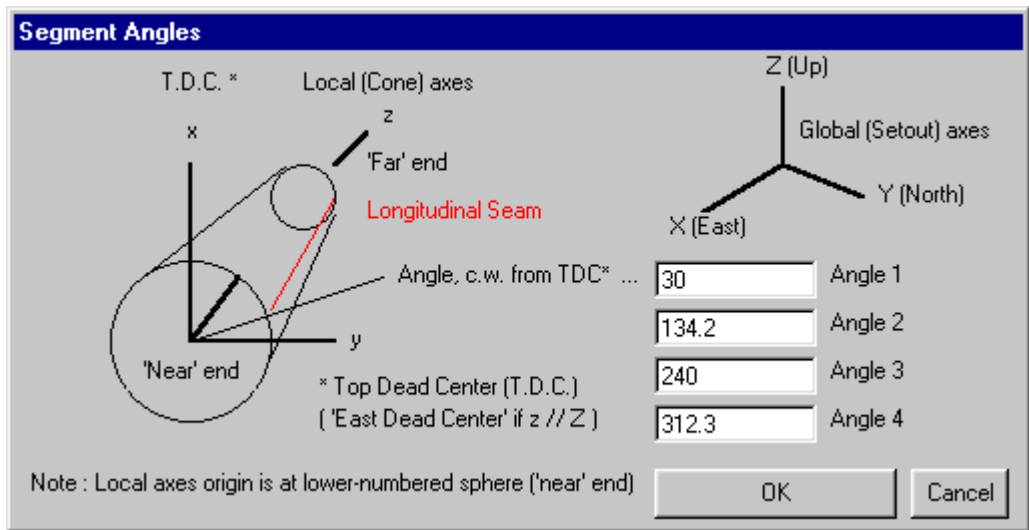 Segment Angles
T.D.C. *
Local (Cone) axes
Z (Up)
x
z
Global (Setout) axes
'Far' end
Y (North)
Longitudinal Seam
X (East)
Angle, c.w. from TDC* ...
30
Angle 1
134.2
Angle 2
y
'Near' end
240
Angle 3
* Top Dead Center (T.D.C.)
( 'East Dead Center' if z // Z )
312.3
Angle 4
Note : Local axes origin is at lower-numbered sphere ('near' end)
OK
Cancel